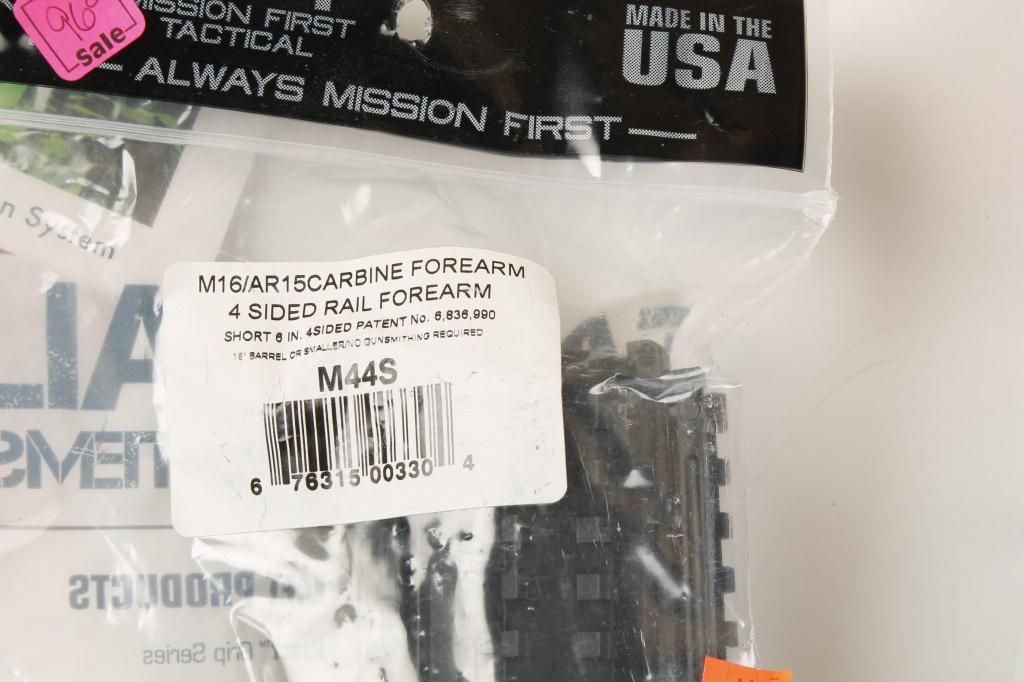 96
sale
MISSION FIRST
TACTICAL
ALWAYS MISSION FIRST
MADE IN THE
USA
n System
M16/AR15CARBINE FOREARM
4 SIDED RAIL FOREARM
SHORT 6 IN. 4SIDED PATENT No. 6,836,990
16" BARREL OR SMALLER/NO GUNSMITHING REQUIRED
M44S
6 76315 00330 4
PRODUCTS
Grip Series